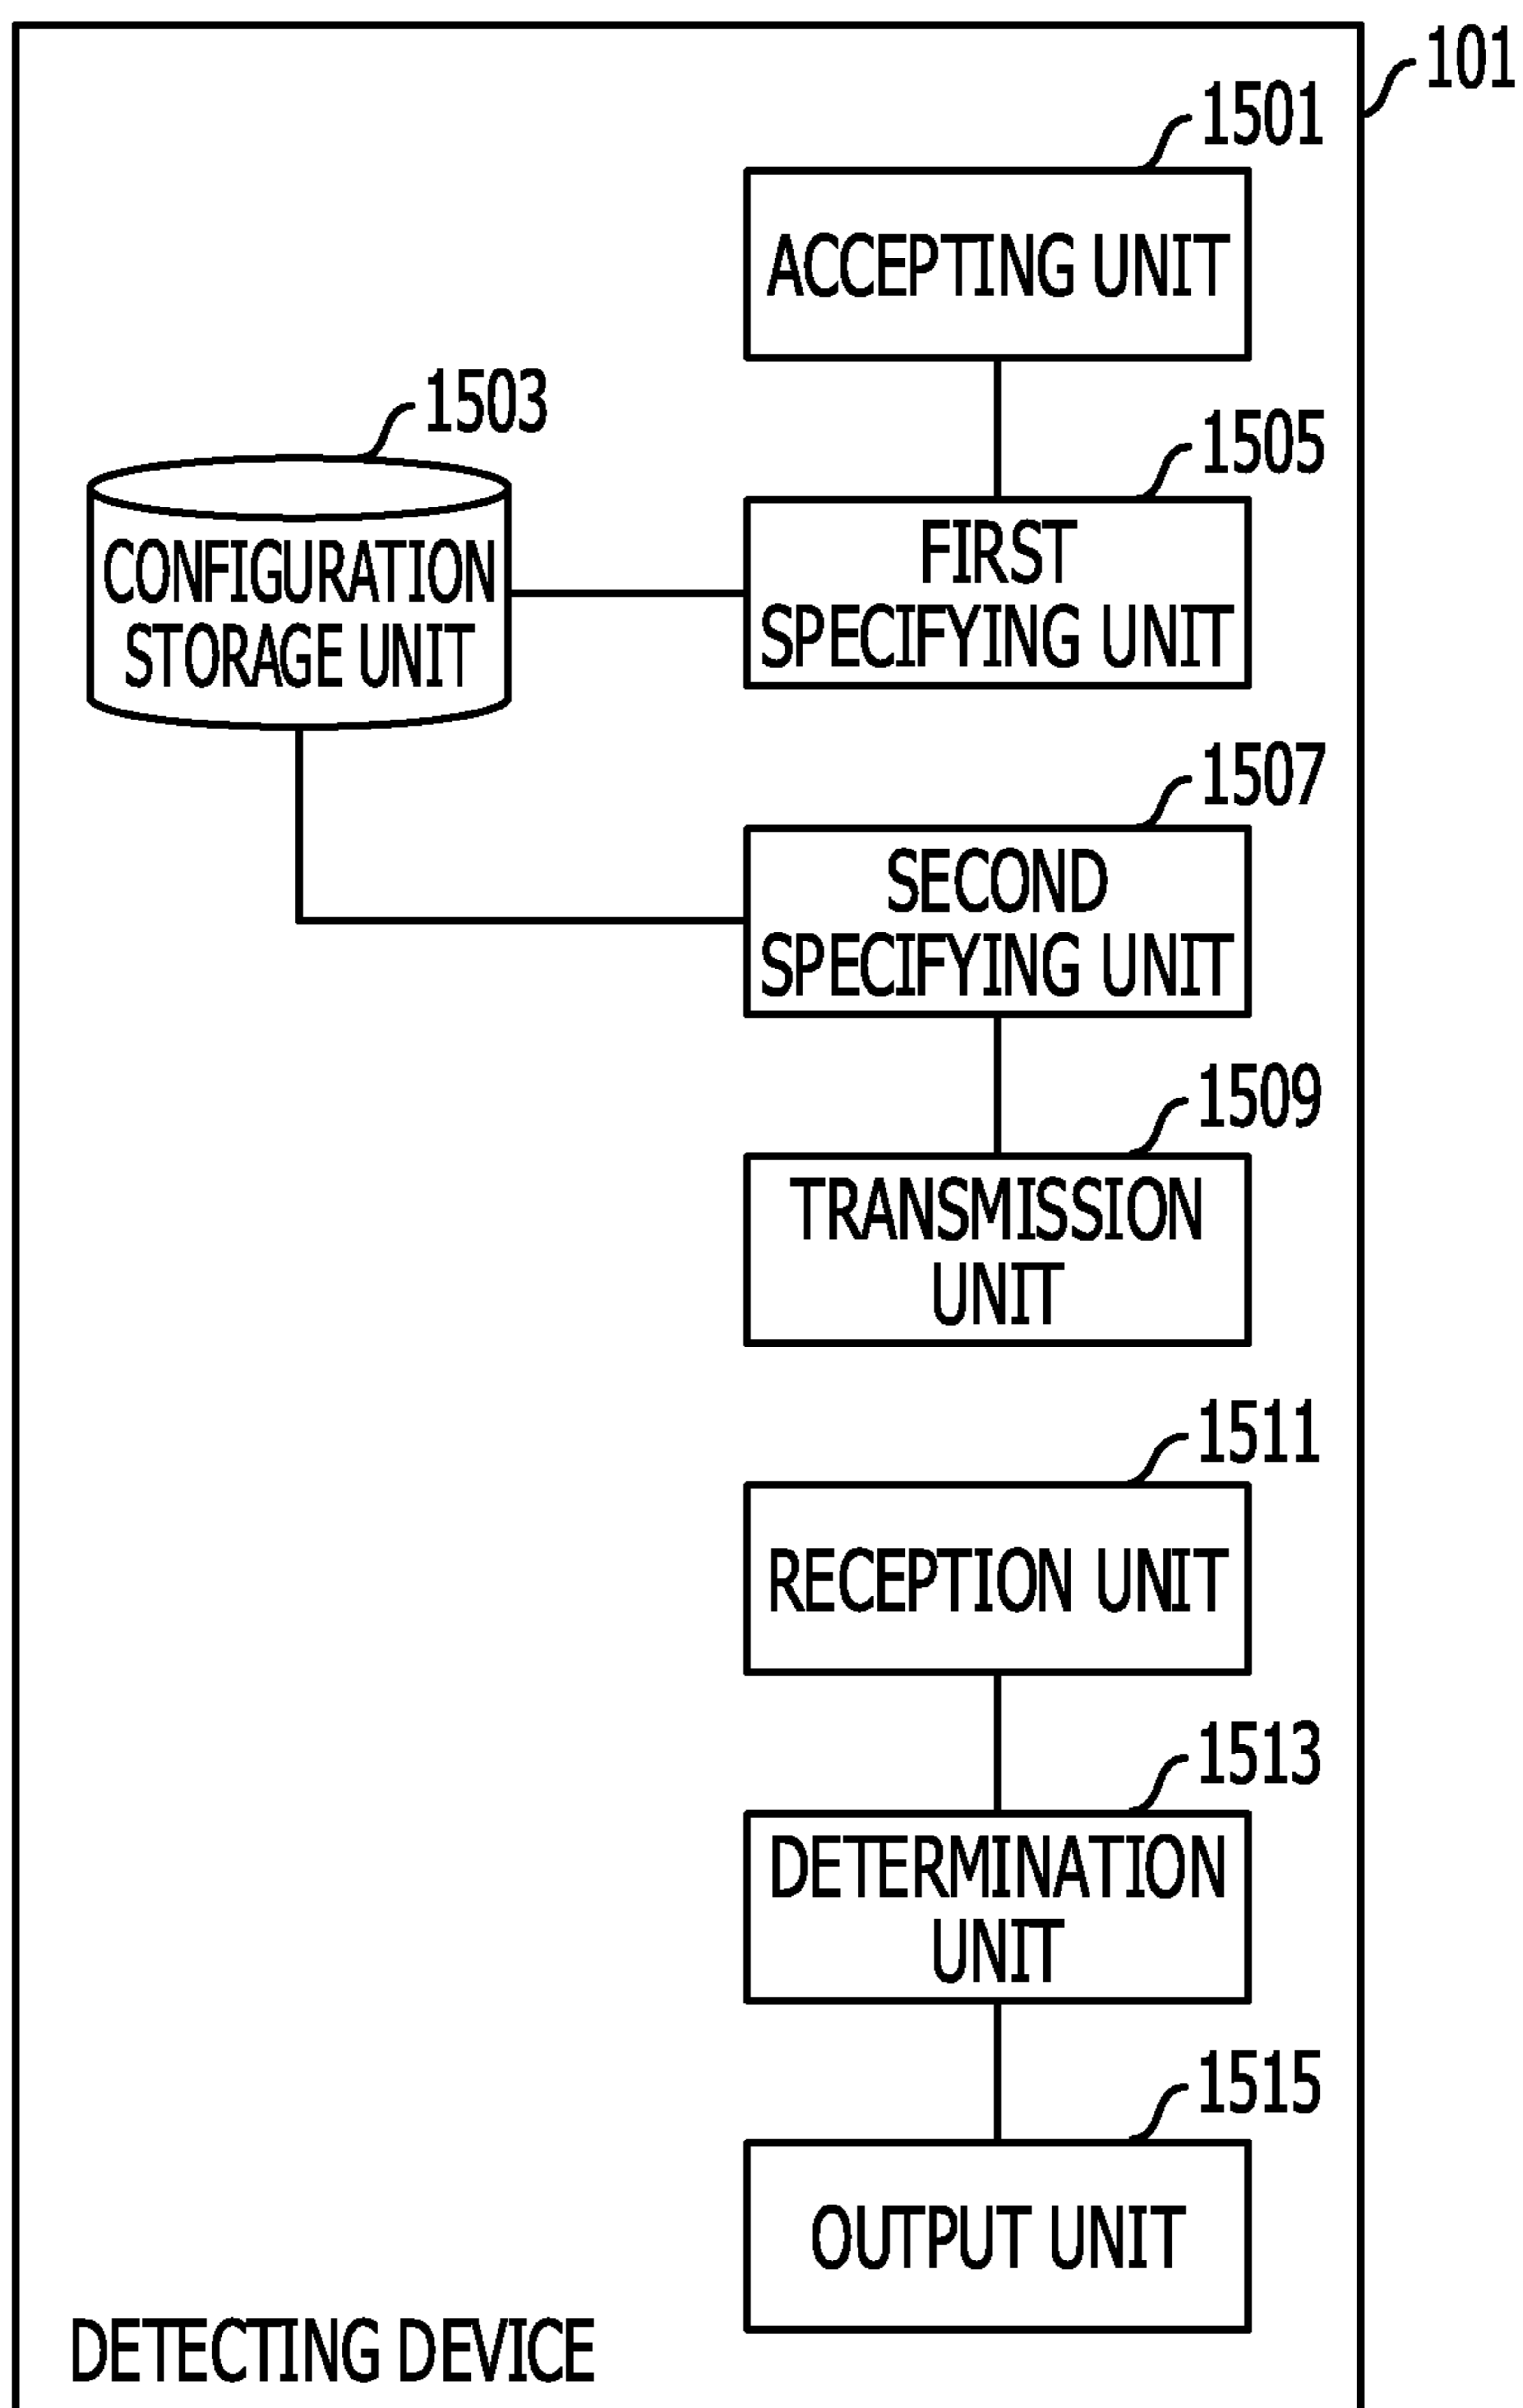 101
1501
ACCEPTING UNIT
1503
CONFIGURATION
STORAGE UNIT
1505
FIRST
SPECIFYING UNIT
1507
SECOND
SPECIFYING UNIT
1509
TRANSMISSION
UNIT
1511
RECEPTION UNIT
1513
DETERMINATION
UNIT
1515
OUTPUT UNIT
DETECTING DEVICE